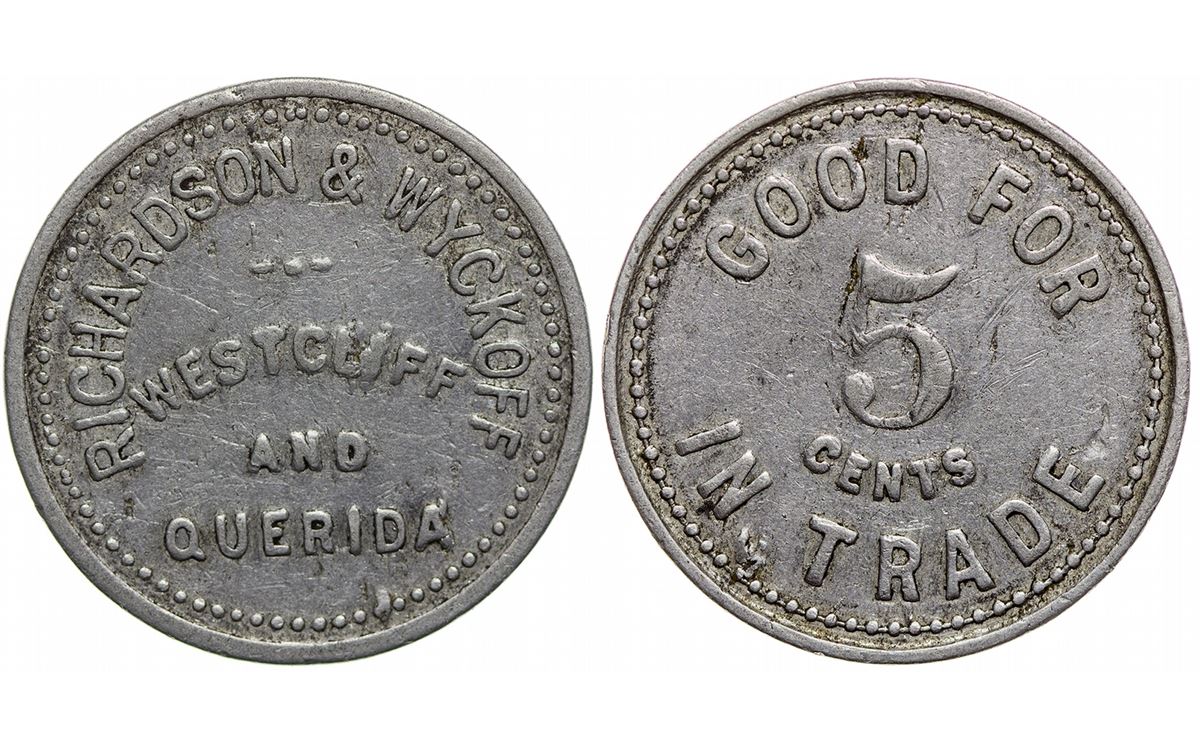 RICHARDSON & WYCKOFF
WESTCLIFF
AND
QUERIDA
GOOD FOR
5
CENTS
IN TRADE